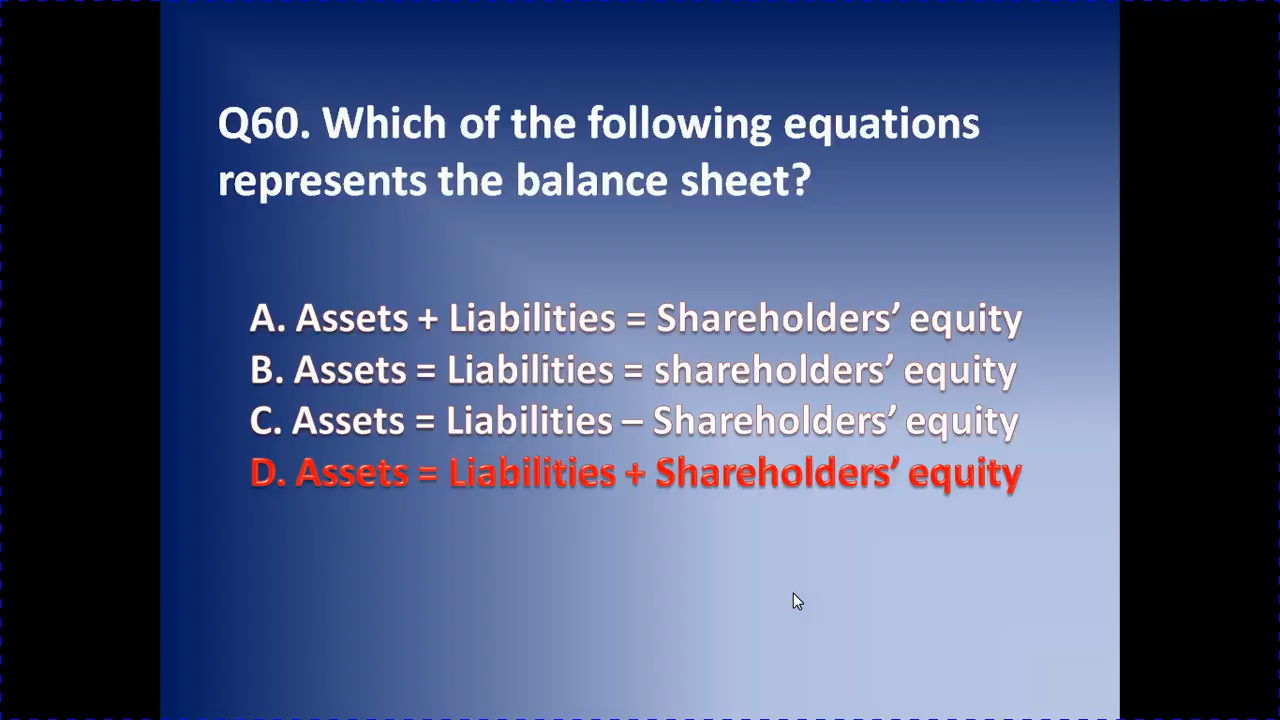 Q60. Which of the following equations
represents the balance sheet?
A. Assets + Liabilities = Shareholders’ equity
B. Assets = Liabilities = shareholders’ equity
C. Assets = Liabilities – Shareholders’ equity
D. Assets = Liabilities + Shareholders’ equity